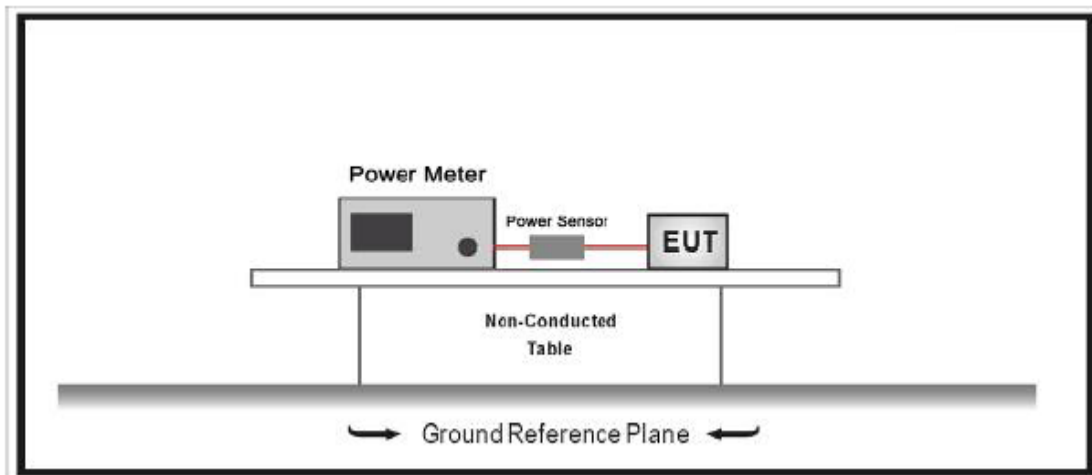 Power Meter
Power Sensor
EUT
Non-Conducted
Table
Ground Reference Plane